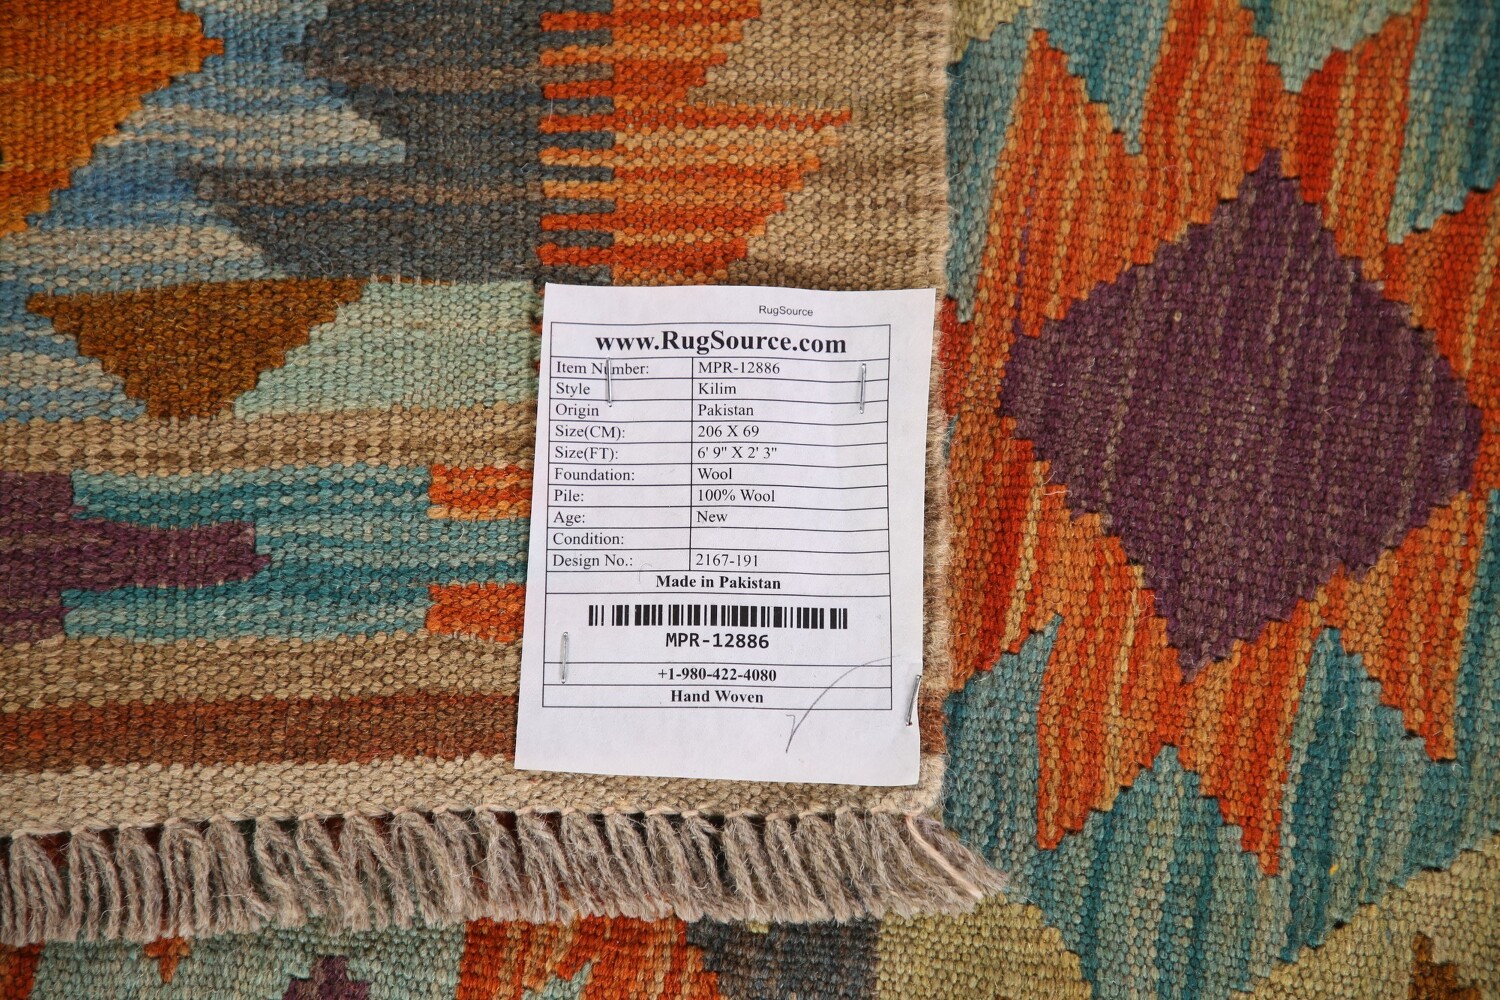 RugSource
www.RugSource.com
Item Number: MPR-12886
Style Kilim
Origin Pakistan
Size(CM): 206 X 69
Size(FT): 6' 9" X 2' 3"
Foundation: Wool
Pile: 100% Wool
Age: New
Condition:
Design No.: 2167-191
Made in Pakistan
MPR-12886
+1-980-422-4080
Hand Woven